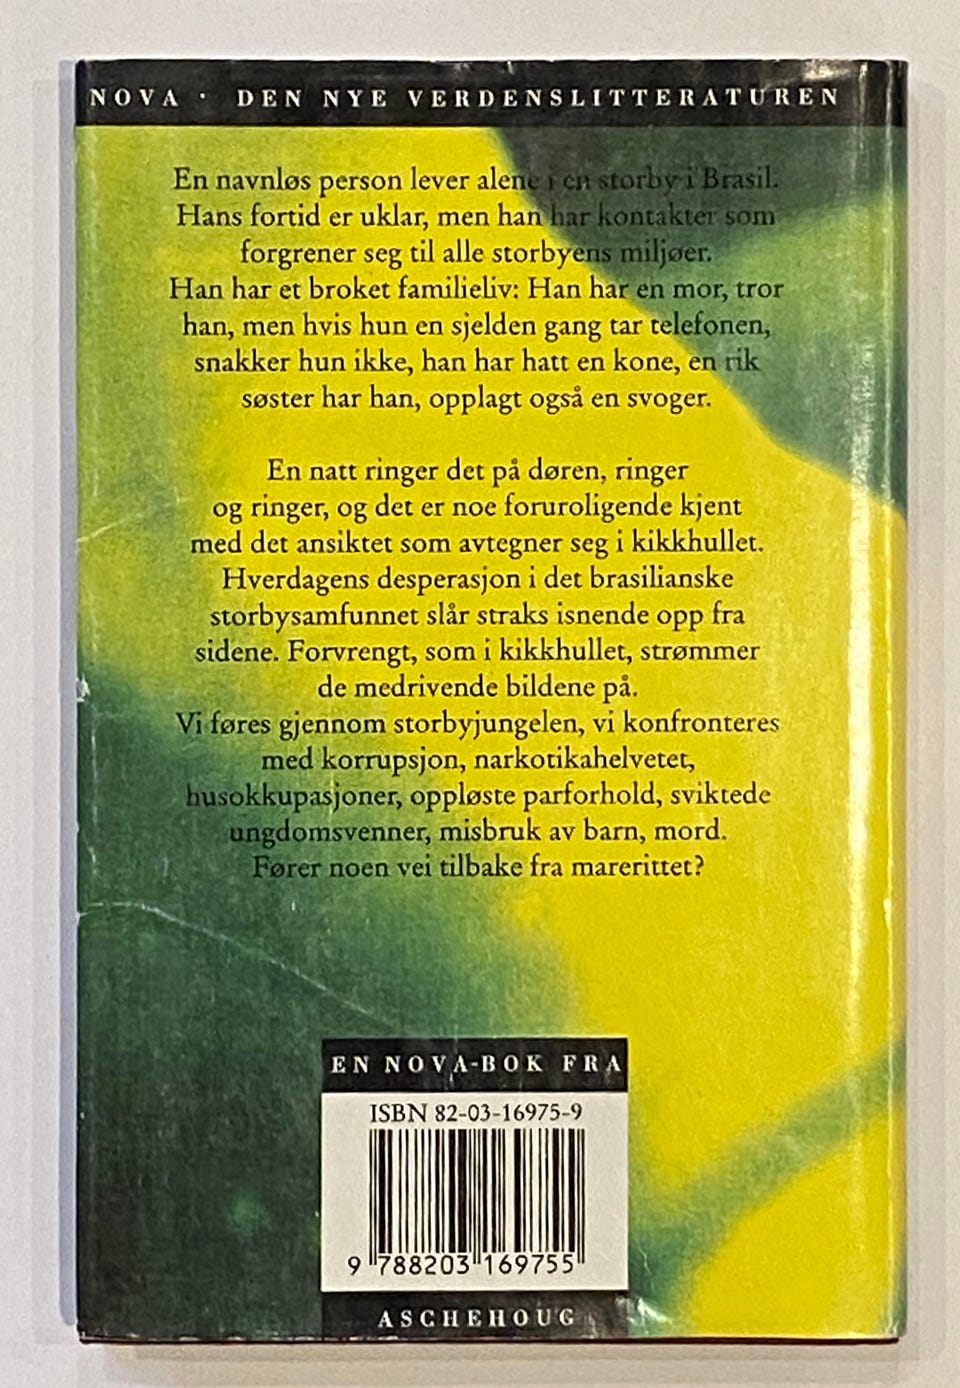 NOVA · DEN NYE VERDENSLITTERATUREN
En navnløs person lever alene i en storby i Brasil.
Hans fortid er uklar, men han har kontakter som
forgrener seg til alle storbyens miljøer.
Han har et broket familieliv: Han har en mor, tror
han, men hvis hun en sjelden gang tar telefonen,
snakker hun ikke, han har hatt en kone, en rik
søster har han, opplagt også en svoger.
En natt ringer det på døren, ringer
og ringer, og det er noe foruroligende kjent
med det ansiktet som avtegner seg i kikkhullet.
Hverdagens desperasjon i det brasilianske
storbysamfunnet slår straks isnende opp fra
sidene. Forvrengt, som i kikkhullet, strømmer
de medrivende bildene på.
Vi føres gjennom storbyjungelen, vi konfronteres
med korrupsjon, narkotikahelvetet,
husokkupasjoner, oppløste parforhold, sviktede
ungdomsvenner, misbruk av barn, mord.
Fører noen vei tilbake fra marerittet?
EN NOVA-BOK FRA
ISBN 82-03-16975-9
9 788203 169755
ASCHEHOUG